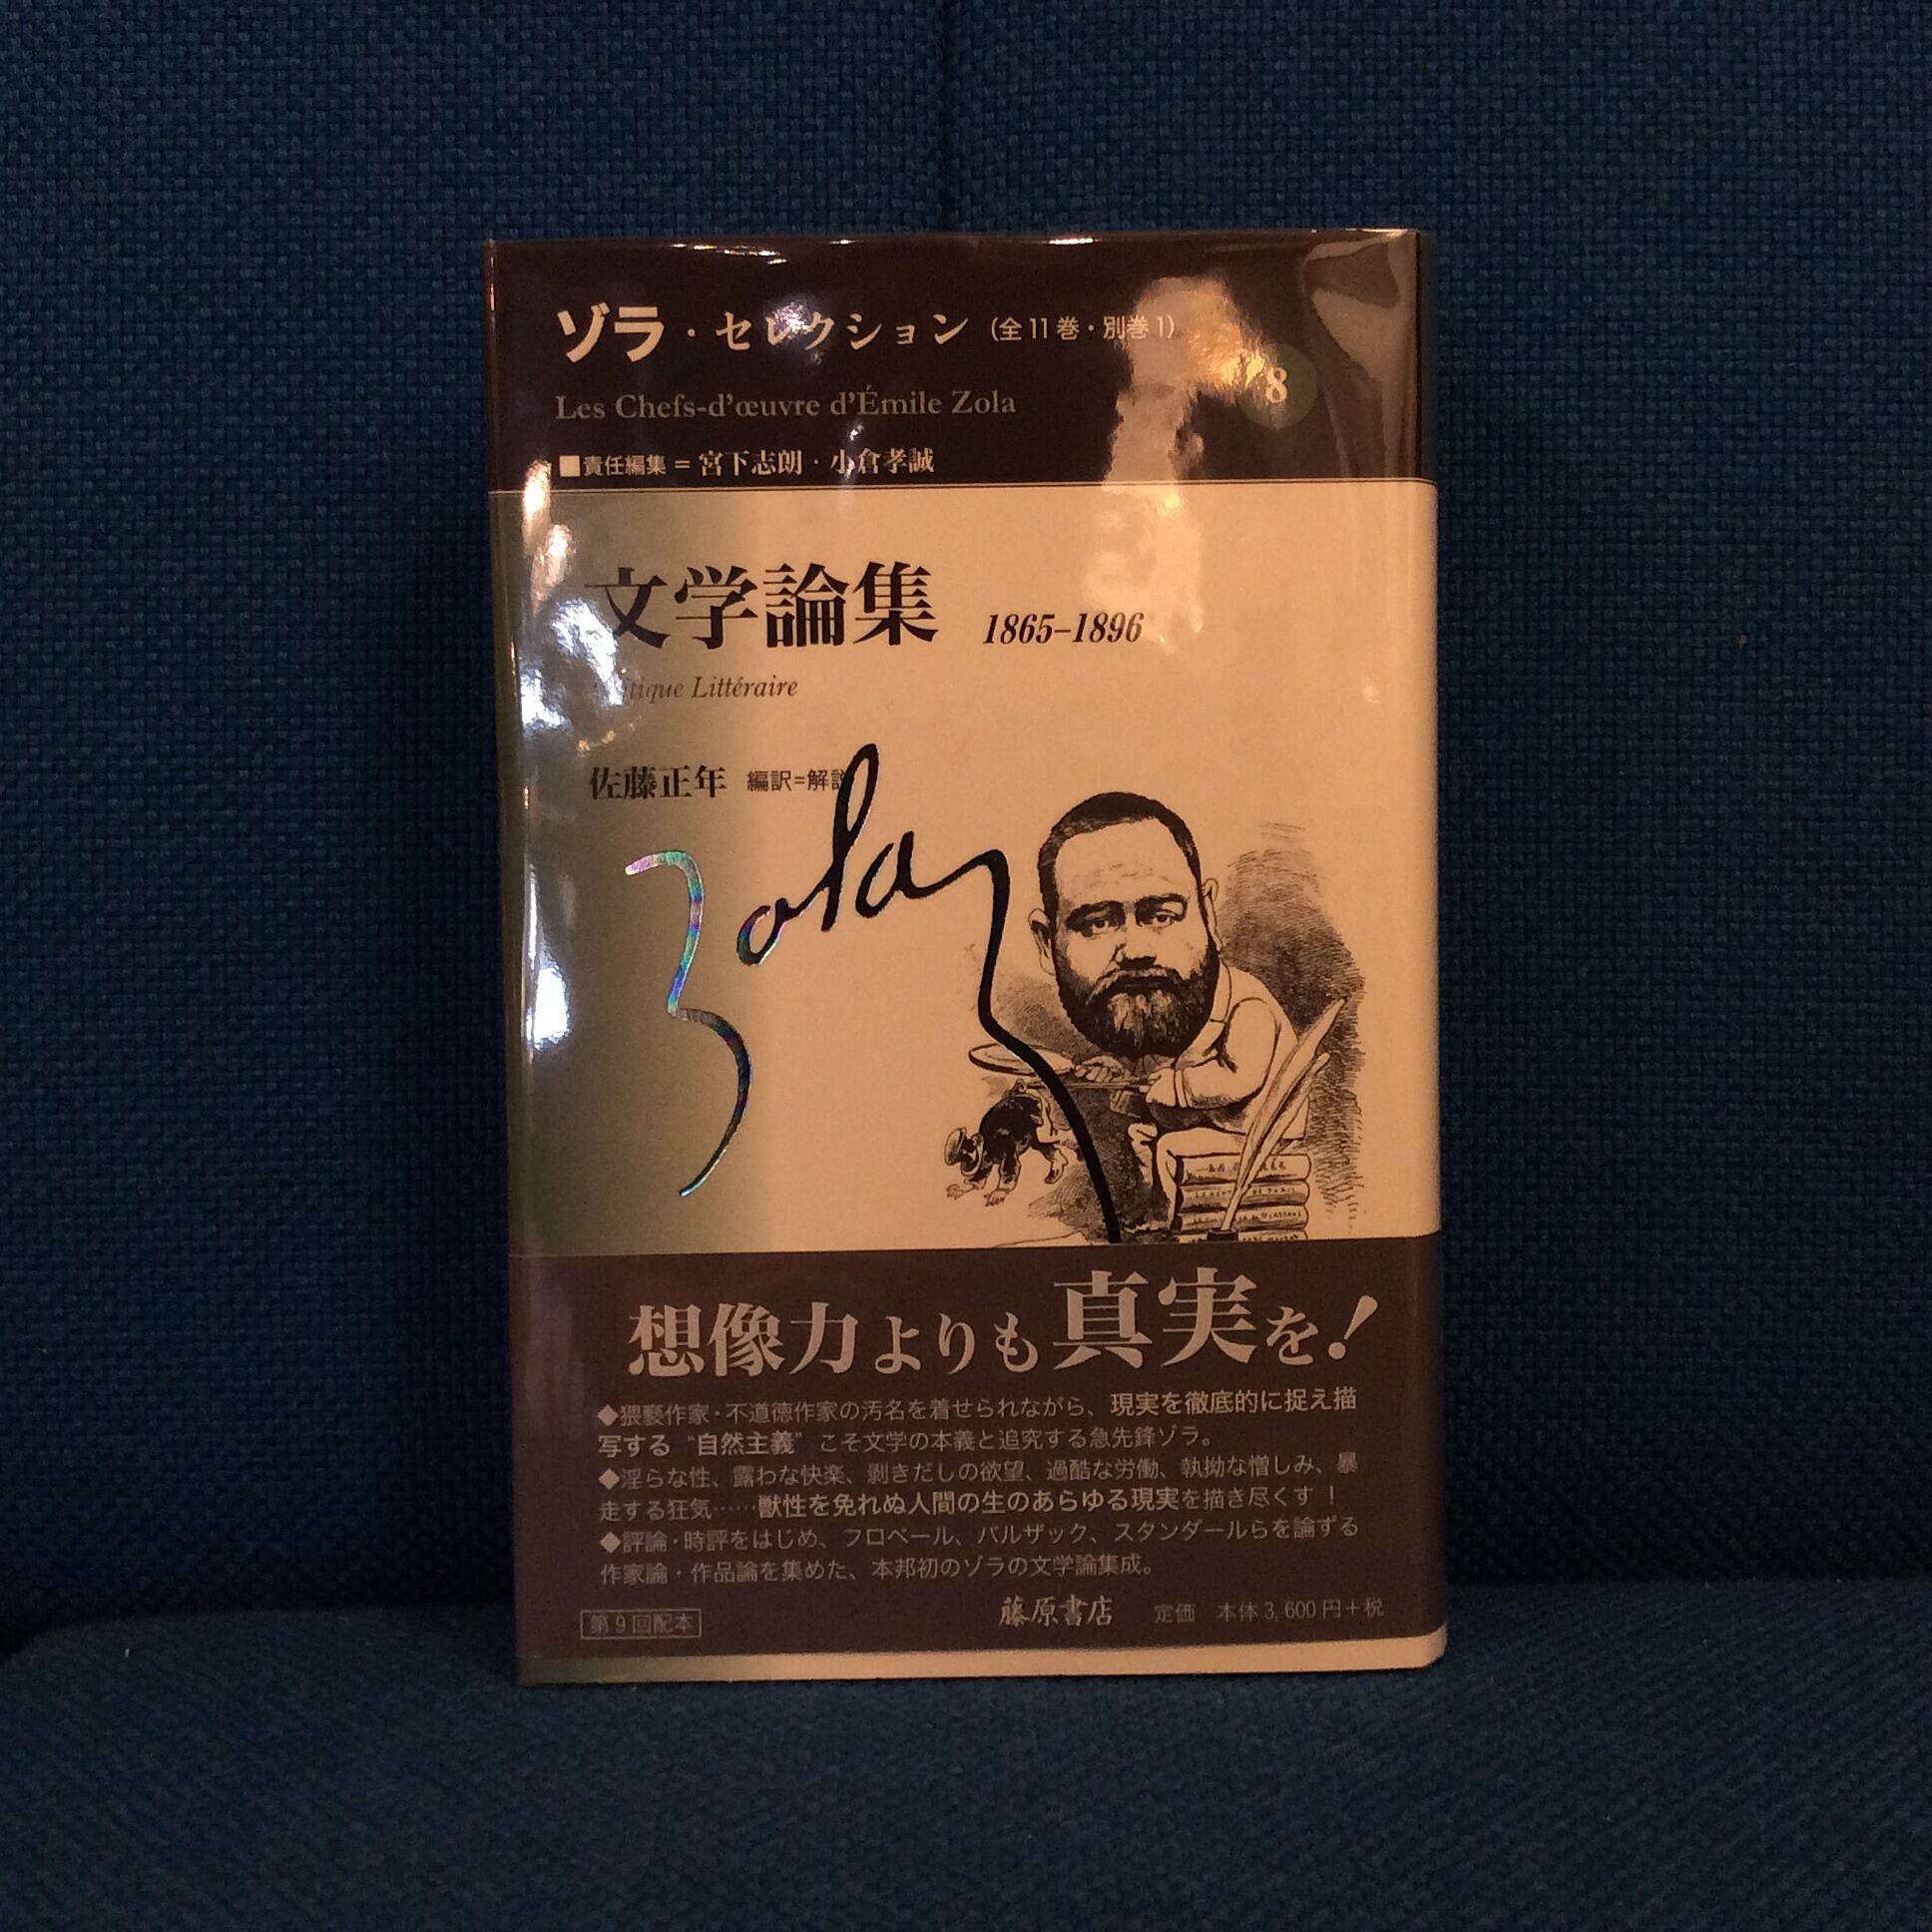 ゾラ・セレクション（全11巻・別巻1）
8
Les Chefs-d'œuvre d'Émile Zola
■責任編集＝宮下志朗・小倉孝誠
文学論集 1865–1896
Littéraire
佐藤正年 編訳=解説
Zola
想像力よりも真実を！
◆猥褻作家・不道徳作家の汚名を着せられながら、現実を徹底的に捉え描
写する“自然主義”こそ文学の本義と追究する急先鋒ゾラ。
◆淫らな性、露わな快楽、剝きだしの欲望、過酷な労働、執拗な憎しみ、暴
走する狂気……獣性を免れぬ人間の生のあらゆる現実を描き尽くす！
◆評論・時評をはじめ、フロベール、バルザック、スタンダールらを論ずる
作家論・作品論を集めた、本邦初のゾラの文学論集成。
第9回配本
藤原書店 定価 本体3,600円＋税